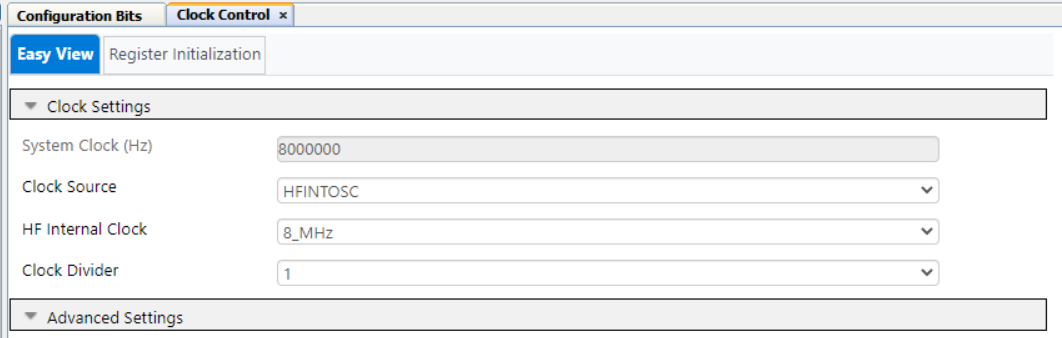 Configuration Bits Clock Control ×
Easy View Register Initialization
Clock Settings
System Clock (Hz) 8000000
Clock Source HFINTOSC
HF Internal Clock 8_MHz
Clock Divider 1
Advanced Settings